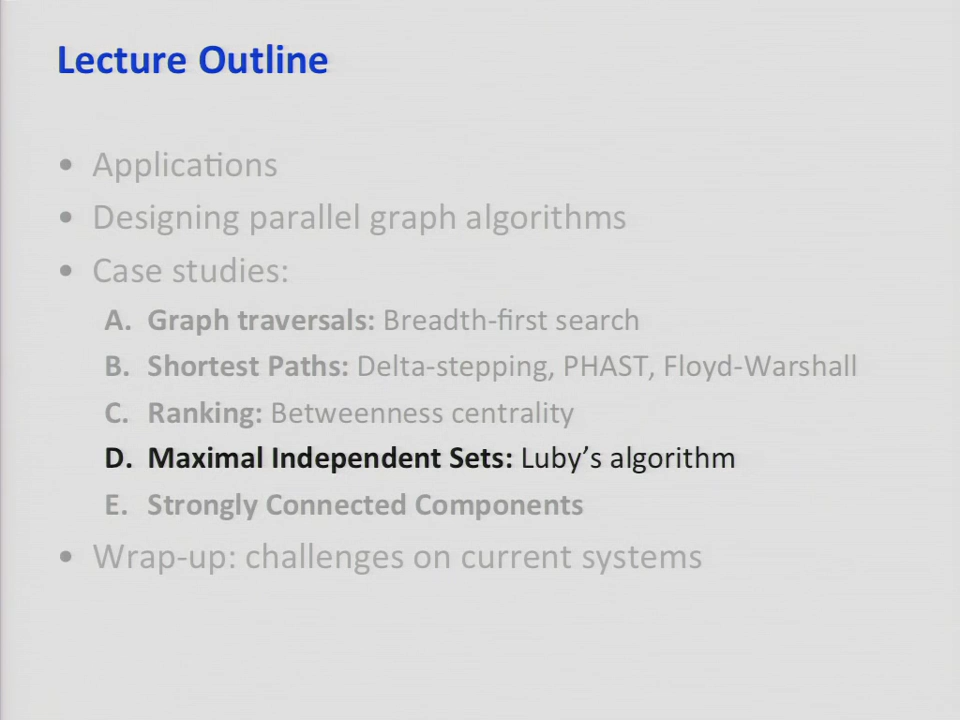 Lecture Outline
• Applications
• Designing parallel graph algorithms
• Case studies:
A. Graph traversals: Breadth-first search
B. Shortest Paths: Delta-stepping, PHAST, Floyd-Warshall
C. Ranking: Betweenness centrality
D. Maximal Independent Sets: Luby's algorithm
E. Strongly Connected Components
• Wrap-up: challenges on current systems